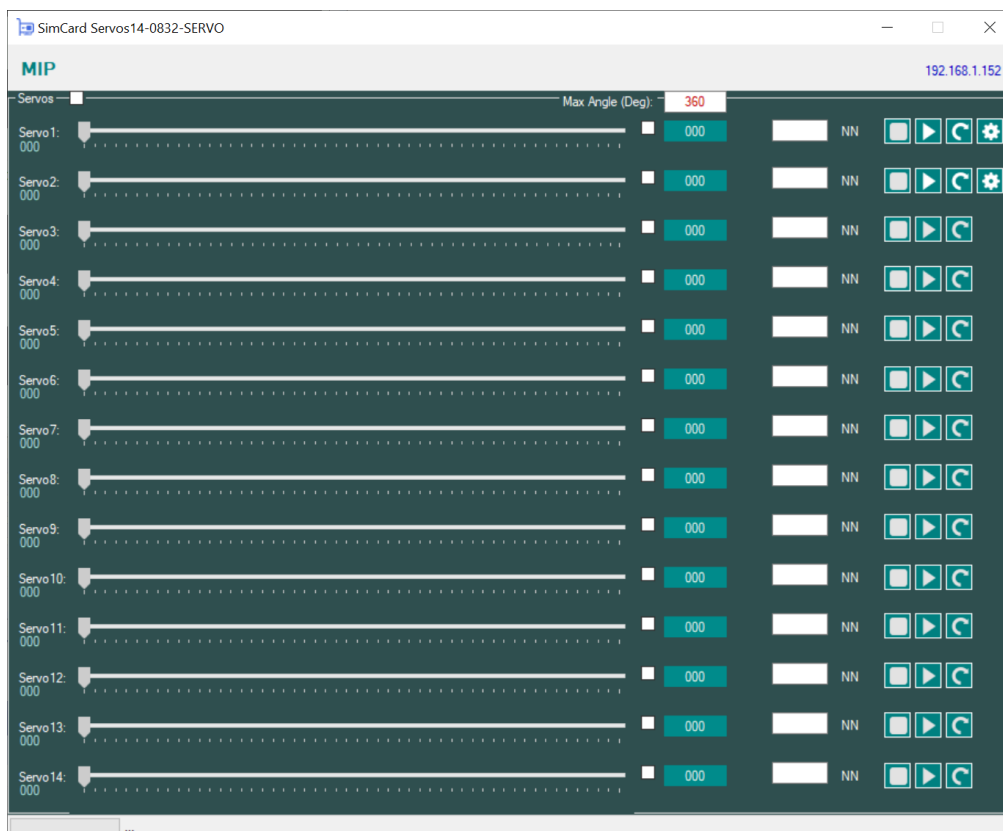 SimCard Servos14-0832-SERVO
MIP 192.168.1.152
Servos Max Angle (Deg): 360
Servo1: 000 NN
000
Servo2: 000 NN
000
Servo3: 000 NN
000
Servo4: 000 NN
000
Servo5: 000 NN
000
Servo6: 000 NN
000
Servo7: 000 NN
000
Servo8: 000 NN
000
Servo9: 000 NN
000
Servo10: 000 NN
000
Servo11: 000 NN
000
Servo12: 000 NN
000
Servo13: 000 NN
000
Servo14: 000 NN
000
...